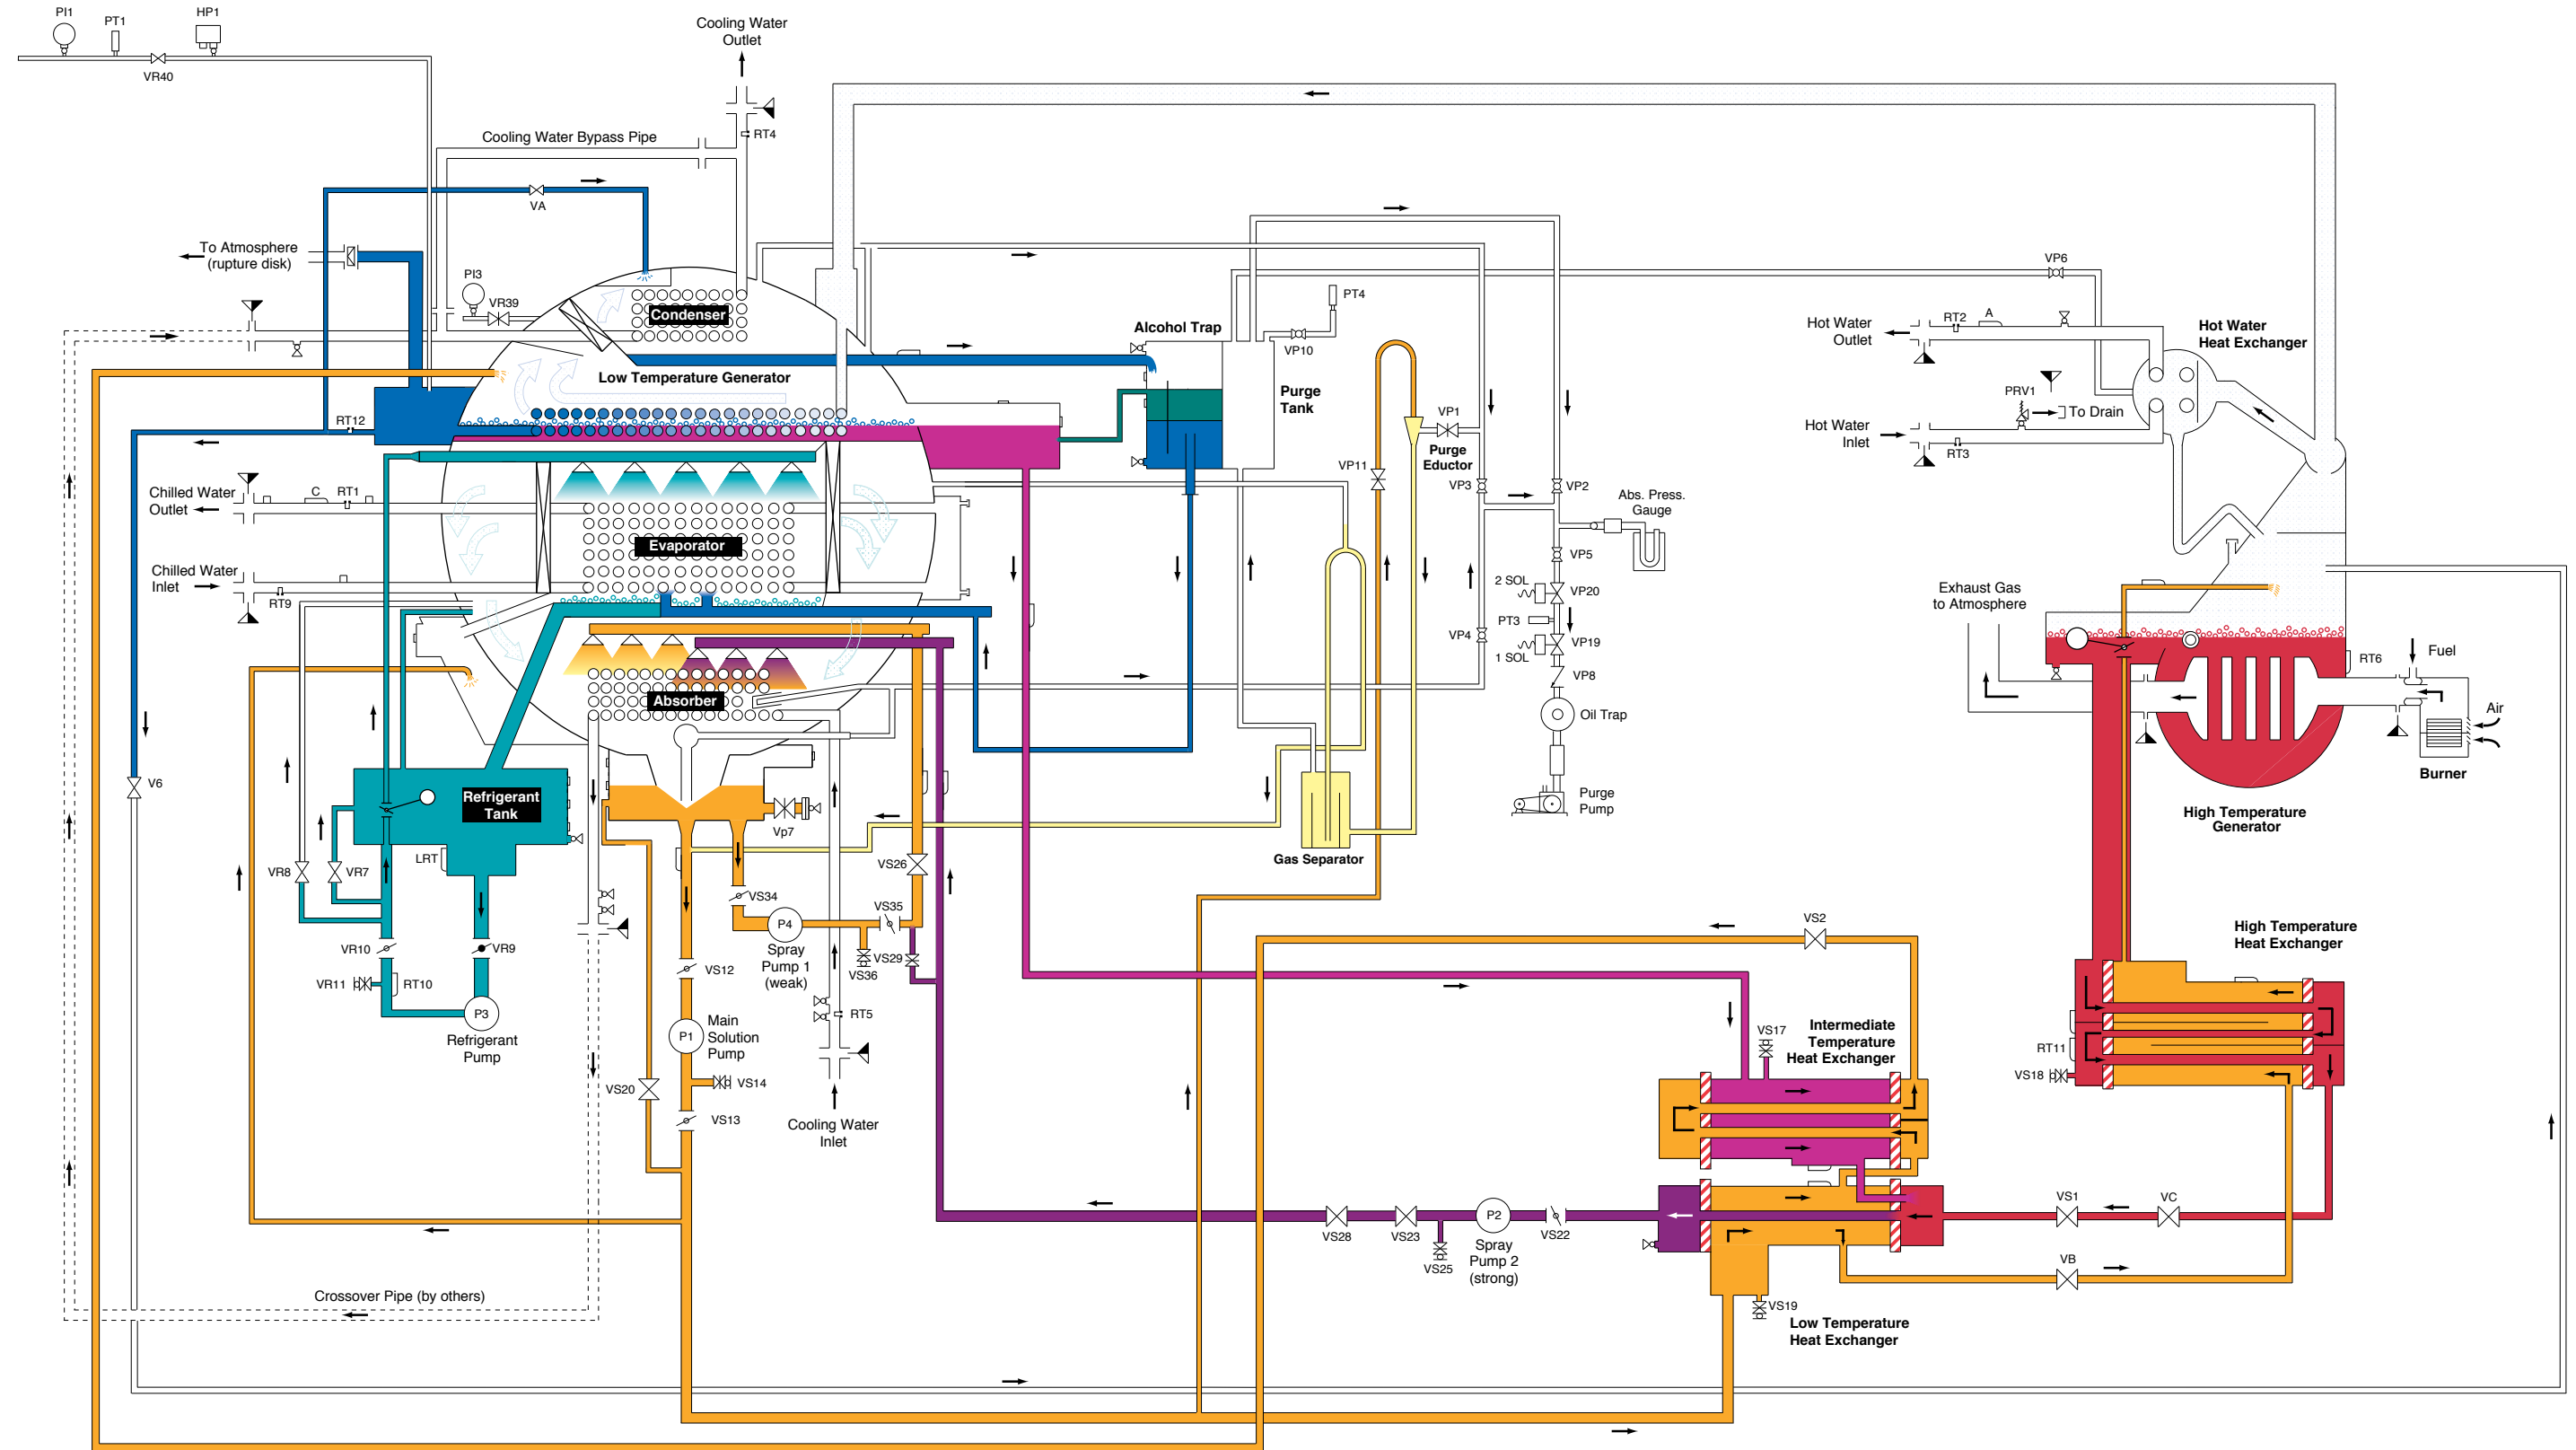 PI1
PT1
HP1
VR40
Cooling Water
Outlet
RT4
Cooling Water Bypass Pipe
VA
To Atmosphere
(rupture disk)
PI3
VR39
Condenser
Low Temperature Generator
RT12
Alcohol Trap
PT4
VP10
Purge
Tank
VP1
Purge
Eductor
VP11
VP3
VP2
Abs. Press.
Gauge
VP5
2 SOL
VP20
PT3
VP4
VP19
1 SOL
VP8
Oil Trap
Purge
Pump
VP6
Hot Water
Outlet
RT2
A
Hot Water
Heat Exchanger
PRV1
To Drain
Hot Water
Inlet
RT3
Chilled Water
Outlet
C
RT1
Evaporator
Chilled Water
Inlet
RT9
Absorber
Exhaust Gas
to Atmosphere
RT6
Fuel
Air
Burner
High Temperature
Generator
V6
Refrigerant
Tank
Vp7
Gas Separator
LRT
VR8
VR7
VS26
VS34
VS35
P4
Spray
Pump 1
(weak)
VS36
VS29
VR10
VR9
VR11
RT10
P3
Refrigerant
Pump
VS12
P1
Main
Solution
Pump
RT5
VS20
VS14
VS13
Cooling Water
Inlet
VS2
High Temperature
Heat Exchanger
RT11
VS18
VS17
Intermediate
Temperature
Heat Exchanger
VS1
VC
VS28
VS23
P2
VS22
VS25
Spray
Pump 2
(strong)
VB
VS19
Low Temperature
Heat Exchanger
Crossover Pipe (by others)